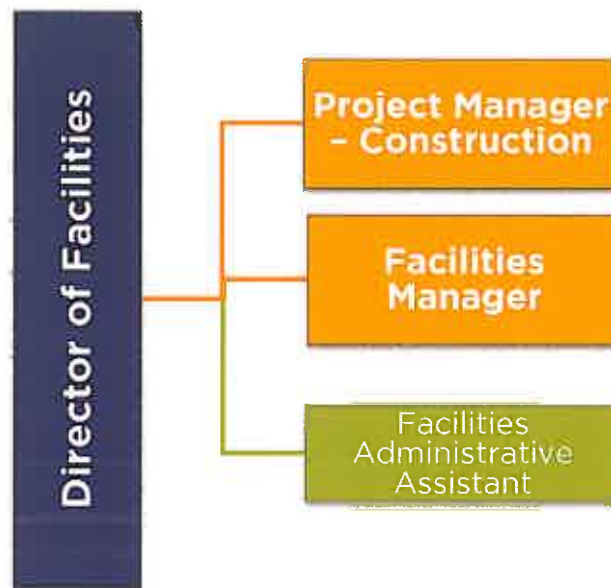 Director of Facilities
Project Manager
– Construction
Facilities
Manager
Facilities
Administrative
Assistant